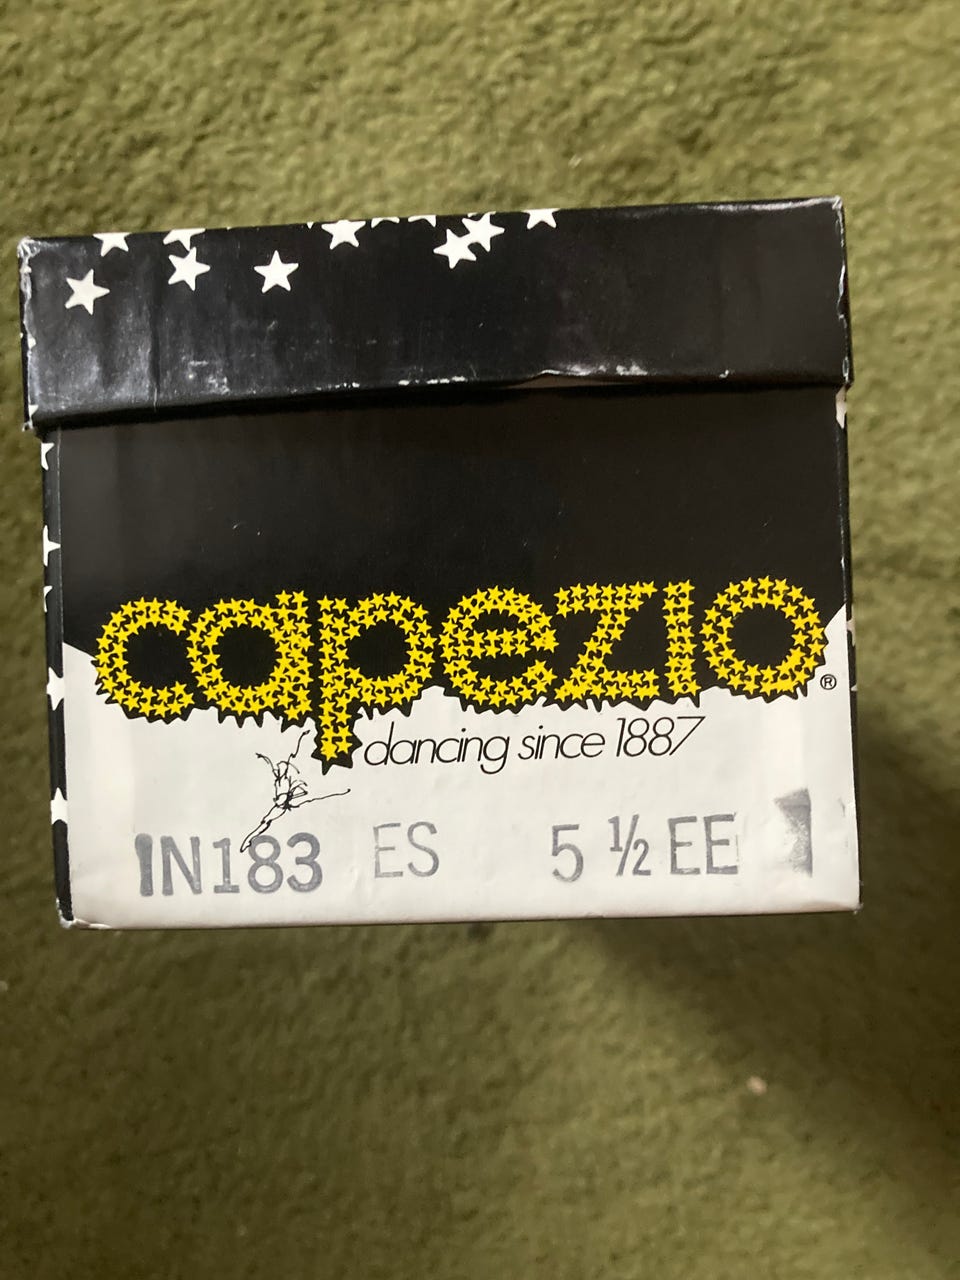 capezio®
dancing since 1887
IN183 ES 5 ½ EE